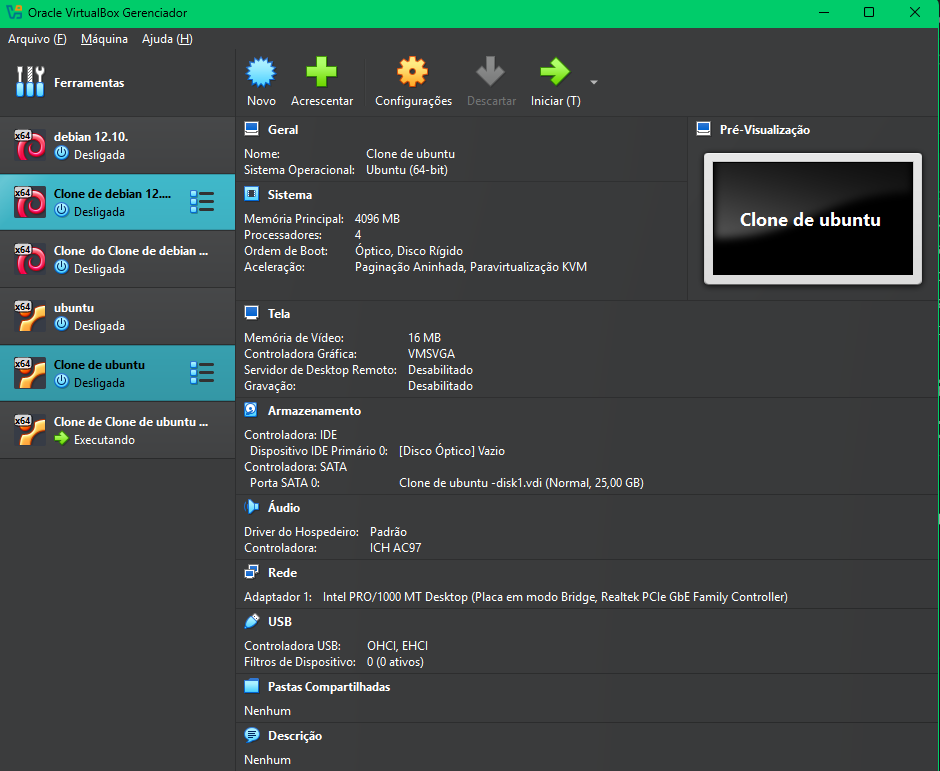 Oracle VirtualBox Gerenciador
Arquivo (F) Máquina Ajuda (H)
Ferramentas
Novo Acrescentar Configurações Descartar Iniciar (T)
x64 debian 12.10.
Desligada
x64 Clone de debian 12....
Desligada
x64 Clone do Clone de debian ...
Desligada
x64 ubuntu
Desligada
x64 Clone de ubuntu
Desligada
x64 Clone de Clone de ubuntu ...
Executando
Geral
Nome: Clone de ubuntu
Sistema Operacional: Ubuntu (64-bit)
Sistema
Memória Principal: 4096 MB
Processadores: 4
Ordem de Boot: Óptico, Disco Rígido
Aceleração: Paginação Aninhada, Paravirtualização KVM
Pré-Visualização
Clone de ubuntu
Tela
Memória de Vídeo: 16 MB
Controladora Gráfica: VMSVGA
Servidor de Desktop Remoto: Desabilitado
Gravação: Desabilitado
Armazenamento
Controladora: IDE
Dispositivo IDE Primário 0: [Disco Óptico] Vazio
Controladora: SATA
Porta SATA 0: Clone de ubuntu -disk1.vdi (Normal, 25,00 GB)
Áudio
Driver do Hospedeiro: Padrão
Controladora: ICH AC97
Rede
Adaptador 1: Intel PRO/1000 MT Desktop (Placa em modo Bridge, Realtek PCIe GbE Family Controller)
USB
Controladora USB: OHCI, EHCI
Filtros de Dispositivo: 0 (0 ativos)
Pastas Compartilhadas
Nenhum
Descrição
Nenhum